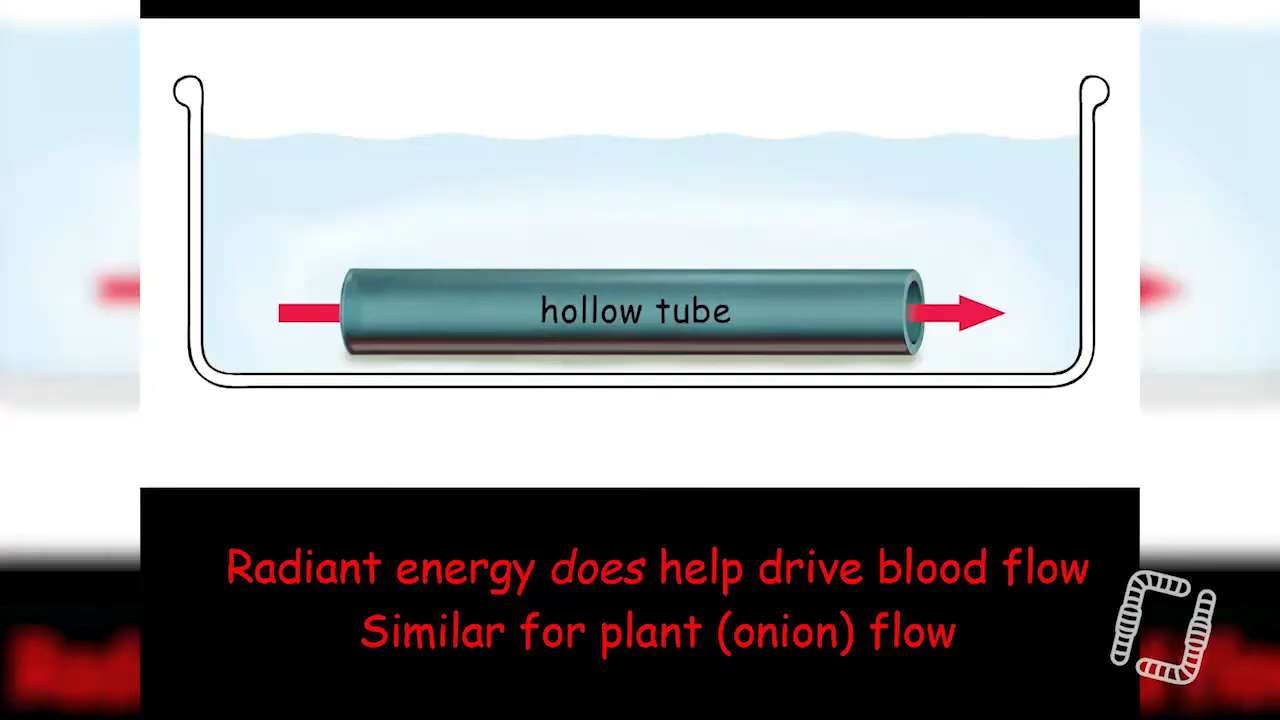 hollow tube
Radiant energy does help drive blood flow
Similar for plant (onion) flow